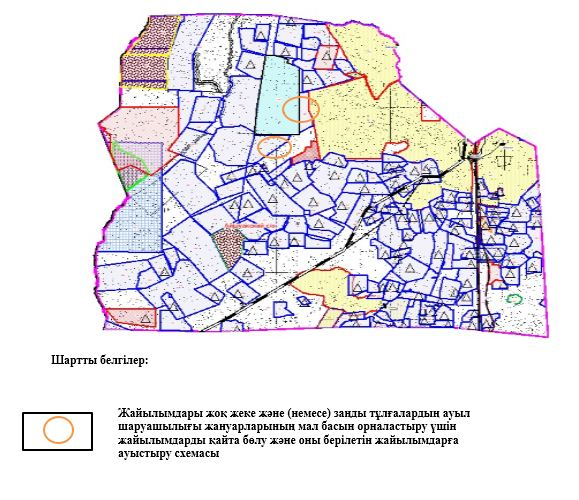 Шартты белгілер:
Жайылымдары жоқ жеке және (немесе) заңды тұлғалардың ауыл
шаруашылығы жануарларының мал басын орналастыру үшін
жайылымдарды қайта бөлу және оны берілетін жайылымдарға
ауыстыру схемасы